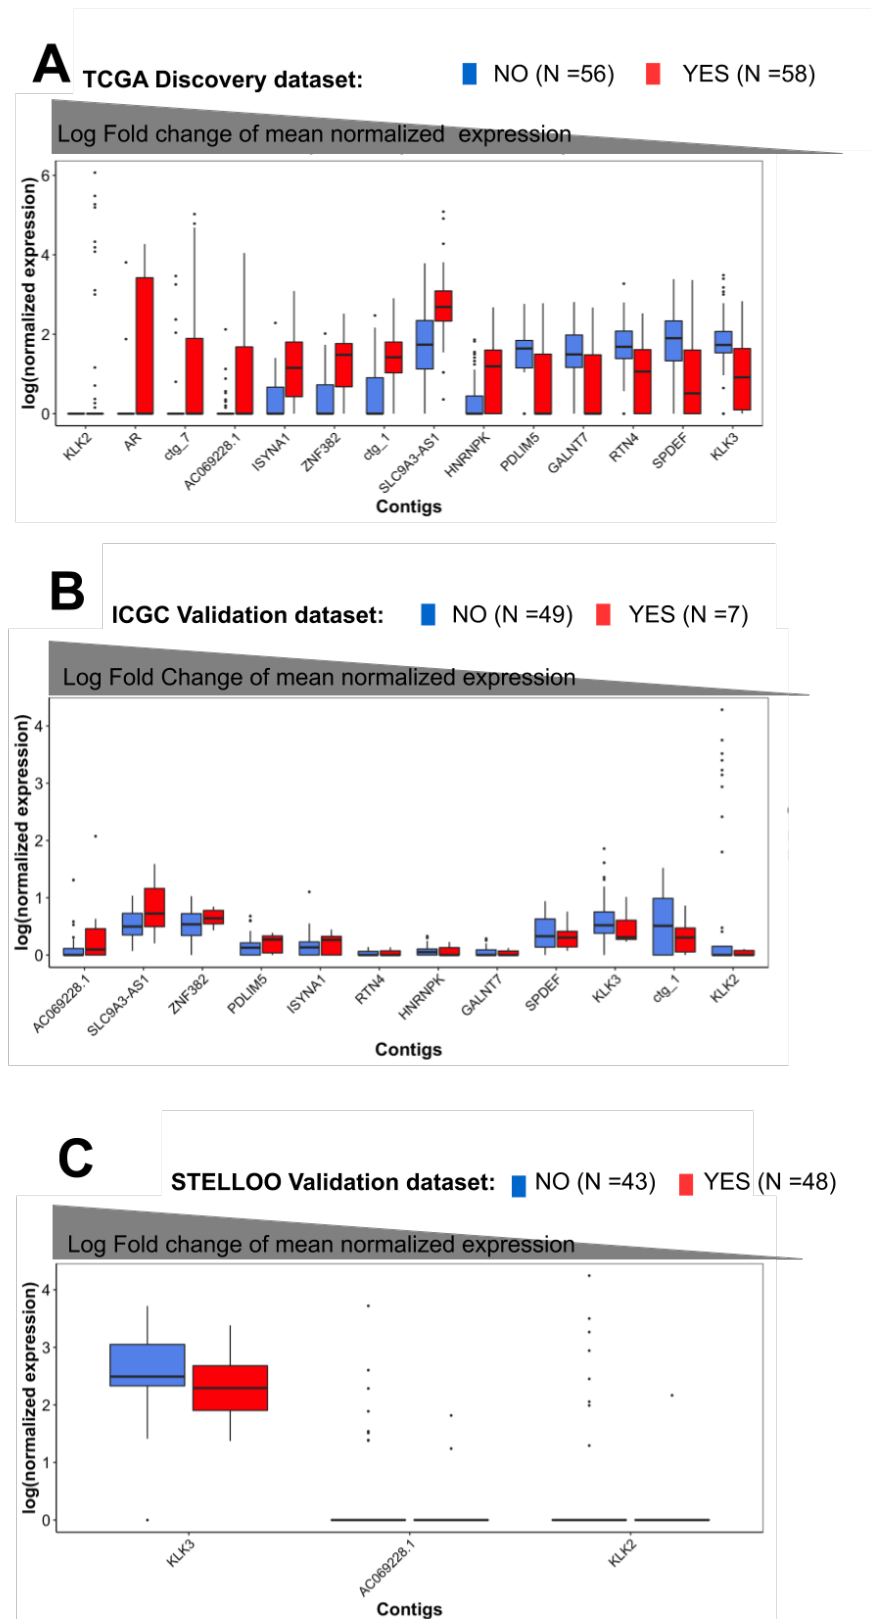 A
TCGA Discovery dataset:
NO (N =56)
YES (N =58)
Log Fold change of mean normalized expression
log(normalized expression)
6
4
2
0
KLK2
AR
ctg_7
AC069228.1
ISYNA1
ZNF382
ctg_1
SLC9A3-AS1
HNRNPK
PDLIM5
GALNT7
RTN4
SPDEF
KLK3
Contigs
B
ICGC Validation dataset:
NO (N =49)
YES (N =7)
Log Fold Change of mean normalized expression
log(normalized expression)
4
3
2
1
0
AC069228.1
SLC9A3-AS1
ZNF382
PDLIM5
ISYNA1
RTN4
HNRNPK
GALNT7
SPDEF
KLK3
ctg_1
KLK2
Contigs
C
STELLOO Validation dataset:
NO (N =43)
YES (N =48)
Log Fold change of mean normalized expression
log(normalized expression)
4
3
2
1
0
KLK3
AC069228.1
KLK2
Contigs